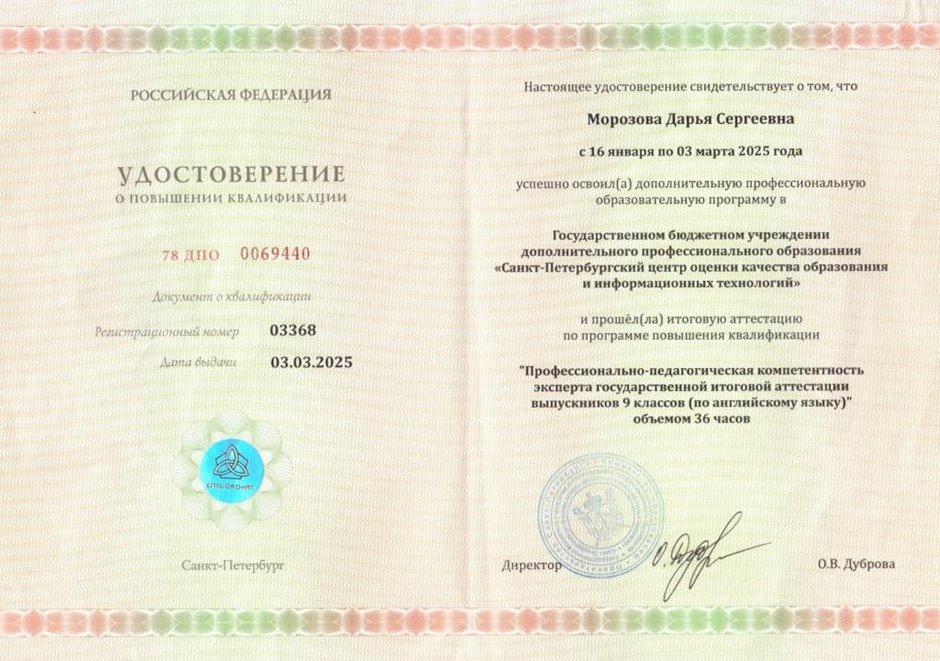 РОССИЙСКАЯ ФЕДЕРАЦИЯ
УДОСТОВЕРЕНИЕ
О ПОВЫШЕНИИ КВАЛИФИКАЦИИ
78 ДПО 0069440
Документ о квалификации
Регистрационный номер 03368
Дата выдачи 03.03.2025
СПБЦОКОиИТ
Санкт-Петербург
Настоящее удостоверение свидетельствует о том, что
Морозова Дарья Сергеевна
с 16 января по 03 марта 2025 года
успешно освоил(а) дополнительную профессиональную
образовательную программу в
Государственном бюджетном учреждении
дополнительного профессионального образования
«Санкт-Петербургский центр оценки качества образования
и информационных технологий»
и прошёл(ла) итоговую аттестацию
по программе повышения квалификации
"Профессионально-педагогическая компетентность
эксперта государственной итоговой аттестации
выпускников 9 классов (по английскому языку)"
объемом 36 часов
Директор О.В. Дуброва